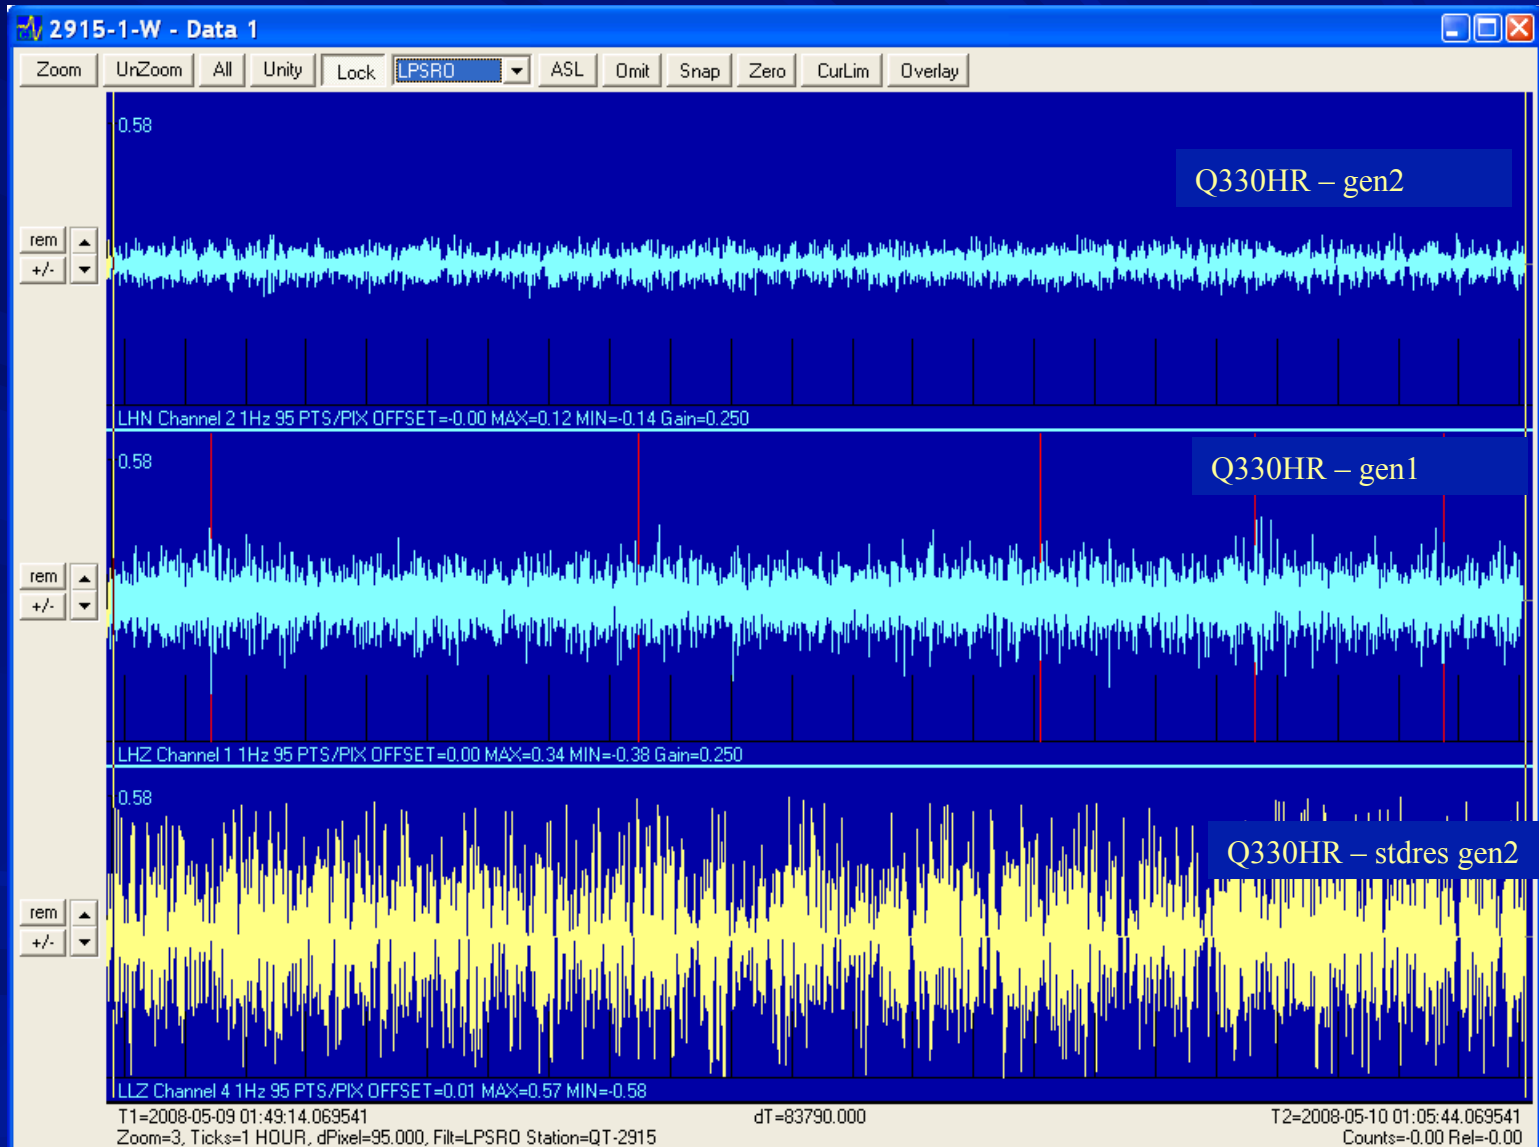 2915-1-W - Data 1
Zoom UnZoom All Unity Lock LPSRO ASL Omit Snap Zero CurLim Overlay
0.58
Q330HR – gen2
rem
+/-
LHN Channel 2 1Hz 95 PTS/PIX OFFSET=-0.00 MAX=0.12 MIN=-0.14 Gain=0.250
0.58
Q330HR – gen1
rem
+/-
LHZ Channel 1 1Hz 95 PTS/PIX OFFSET=0.00 MAX=0.34 MIN=-0.38 Gain=0.250
0.58
Q330HR – stdres gen2
rem
+/-
LLZ Channel 4 1Hz 95 PTS/PIX OFFSET=0.01 MAX=0.57 MIN=-0.58
T1=2008-05-09 01:49:14.069541 dT=83790.000 T2=2008-05-10 01:05:44.069541
Zoom=3, Ticks=1 HOUR, dPixel=95.000, Filt=LPSRO Station=QT-2915 Counts=-0.00 Rel=-0.00